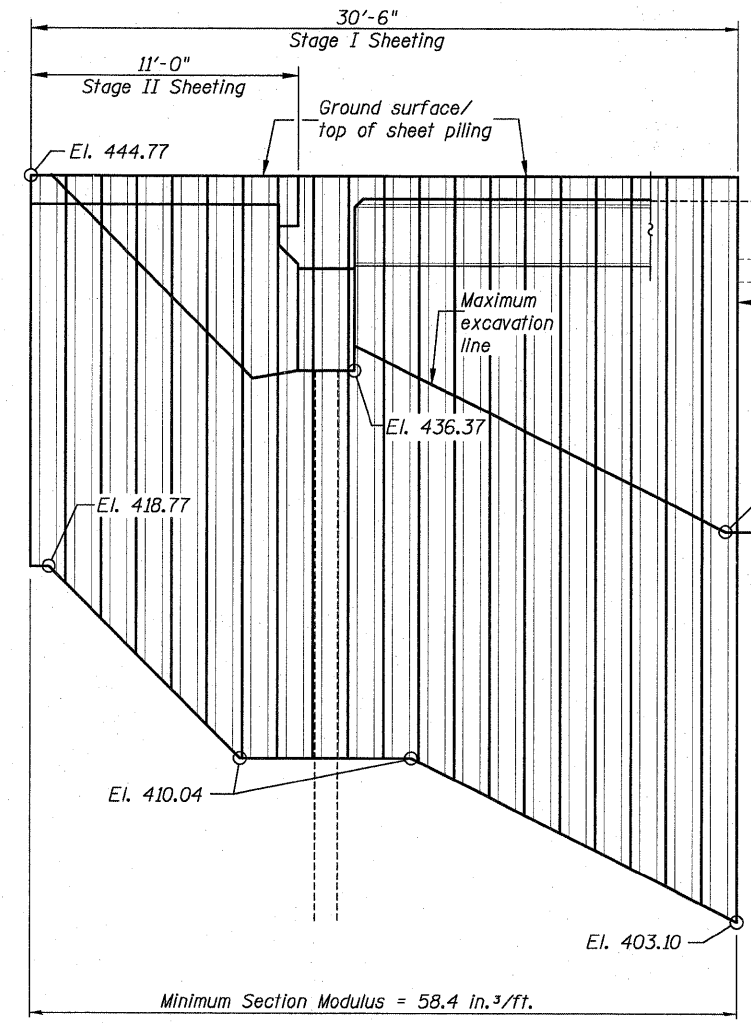 30'-6"
Stage I Sheeting
11'-0"
Stage II Sheeting
Ground surface/
top of sheet piling
El. 444.77
Maximum
excavation
line
El. 436.37
El. 418.77
El. 410.04
El. 403.10
Minimum Section Modulus = 58.4 in.³/ft.